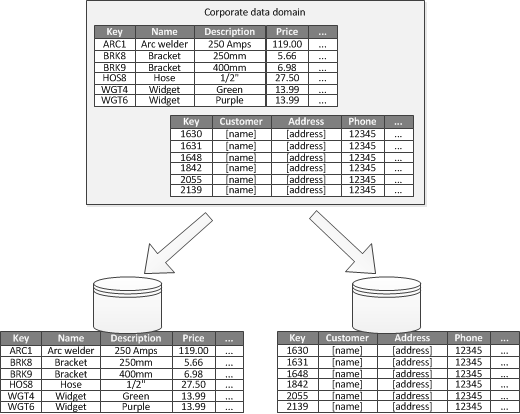 Corporate data domain
Key Name Description Price ...
ARC1 Arc welder 250 Amps 119.00 ...
BRK8 Bracket 250mm 5.66 ...
BRK9 Bracket 400mm 6.98 ...
HOS8 Hose 1/2" 27.50 ...
WGT4 Widget Green 13.99 ...
WGT6 Widget Purple 13.99 ...
Key Customer Address Phone ...
1630 [name] [address] 12345 ...
1631 [name] [address] 12345 ...
1648 [name] [address] 12345 ...
1842 [name] [address] 12345 ...
2055 [name] [address] 12345 ...
2139 [name] [address] 12345 ...
Key Name Description Price ...
ARC1 Arc welder 250 Amps 119.00 ...
BRK8 Bracket 250mm 5.66 ...
BRK9 Bracket 400mm 6.98 ...
HOS8 Hose 1/2" 27.50 ...
WGT4 Widget Green 13.99 ...
WGT6 Widget Purple 13.99 ...
Key Customer Address Phone ...
1630 [name] [address] 12345 ...
1631 [name] [address] 12345 ...
1648 [name] [address] 12345 ...
1842 [name] [address] 12345 ...
2055 [name] [address] 12345 ...
2139 [name] [address] 12345 ...